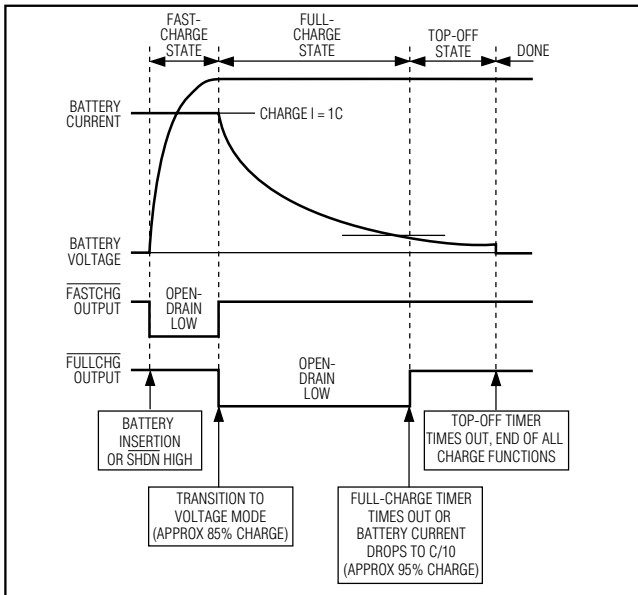 FAST-
CHARGE
STATE
FULL-
CHARGE
STATE
TOP-OFF
STATE
DONE
BATTERY
CURRENT
CHARGE I = 1C
BATTERY
VOLTAGE
FASTCHG
OUTPUT
OPEN-
DRAIN
LOW
FULLCHG
OUTPUT
OPEN-
DRAIN
LOW
BATTERY
INSERTION
OR SHDN HIGH
TOP-OFF TIMER
TIMES OUT, END OF ALL
CHARGE FUNCTIONS
TRANSITION TO
VOLTAGE MODE
(APPROX 85% CHARGE)
FULL-CHARGE TIMER
TIMES OUT OR
BATTERY CURRENT
DROPS TO C/10
(APPROX 95% CHARGE)